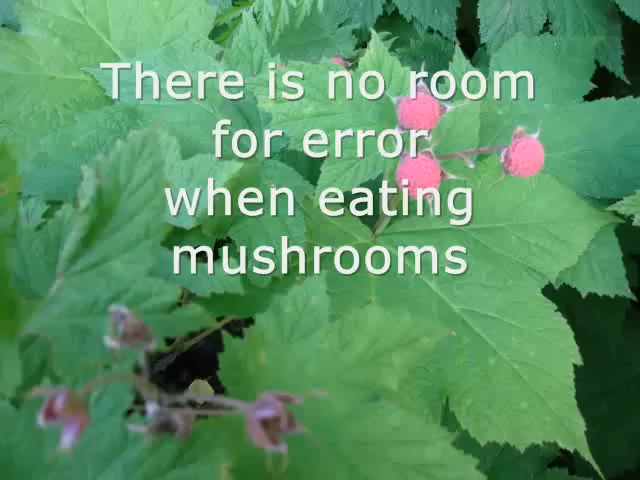 There is no room
for error
when eating
mushrooms